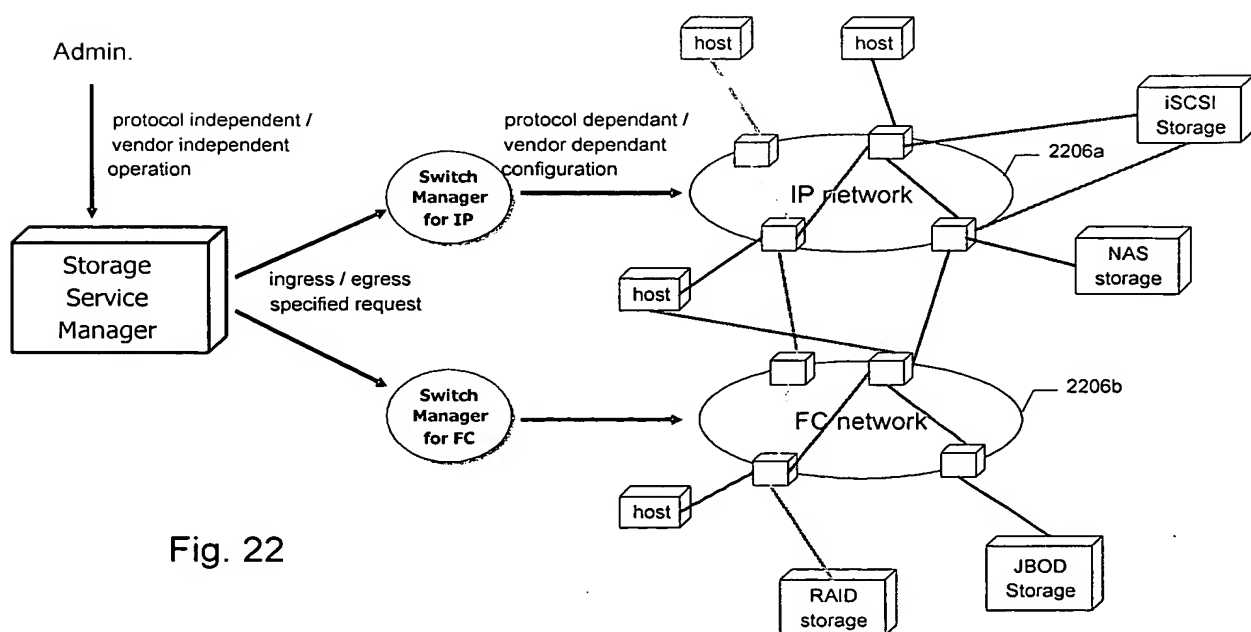 Admin.
protocol independent /
vendor independent
operation
Storage
Service
Manager
ingress / egress
specified request
Switch
Manager
for IP
Switch
Manager
for FC
protocol dependant /
vendor dependant
configuration
host
host
iSCSI
Storage
2206a
IP network
NAS
storage
host
2206b
FC network
host
RAID
storage
JBOD
Storage
Fig. 22